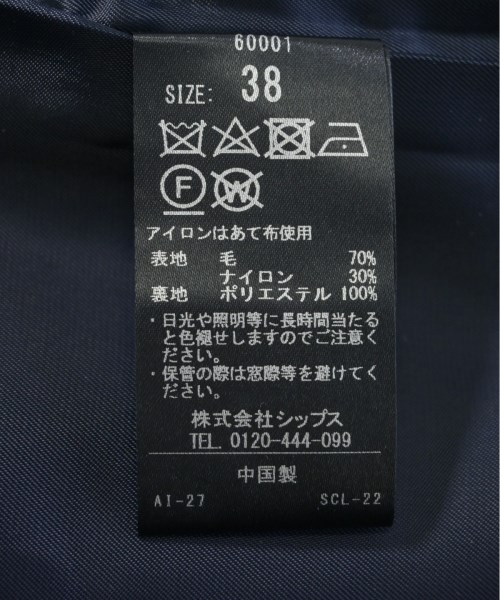 60001
SIZE: 38
F W
アイロンはあて布使用
表地 毛 70%
ナイロン 30%
裏地 ポリエステル 100%
・日光や照明等に長時間当たる
と色褪せしますのでご注意く
ださい。
・保管の際は窓際等を避けてく
ださい。
株式会社シップス
TEL. 0120-444-099
中国製
AI-27 SCL-22